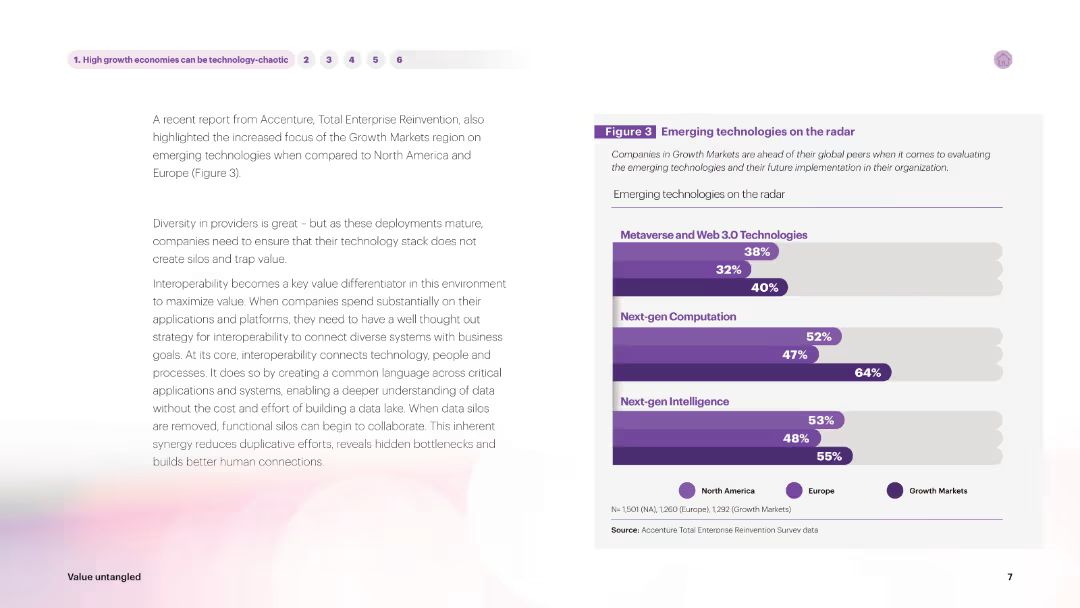 1. High growth economies can be technology-chaotic 2 3 4 5 6
A recent report from Accenture, Total Enterprise Reinvention, also
highlighted the increased focus of the Growth Markets region on
emerging technologies when compared to North America and
Europe (Figure 3).
Diversity in providers is great – but as these deployments mature,
companies need to ensure that their technology stack does not
create silos and trap value.
Interoperability becomes a key value differentiator in this environment
to maximize value. When companies spend substantially on their
applications and platforms, they need to have a well thought out
strategy for interoperability to connect diverse systems with business
goals. At its core, interoperability connects technology, people and
processes. It does so by creating a common language across critical
applications and systems, enabling a deeper understanding of data
without the cost and effort of building a data lake. When data silos
are removed, functional silos can begin to collaborate. This inherent
synergy reduces duplicative efforts, reveals hidden bottlenecks and
builds better human connections.
Figure 3 Emerging technologies on the radar
Companies in Growth Markets are ahead of their global peers when it comes to evaluating
the emerging technologies and their future implementation in their organization.
Emerging technologies on the radar
Metaverse and Web 3.0 Technologies
38%
32%
40%
Next-gen Computation
52%
47%
64%
Next-gen Intelligence
53%
48%
55%
North America Europe Growth Markets
N= 1,501 (NA), 1,260 (Europe), 1,292 (Growth Markets)
Source: Accenture Total Enterprise Reinvention Survey data
Value untangled
7